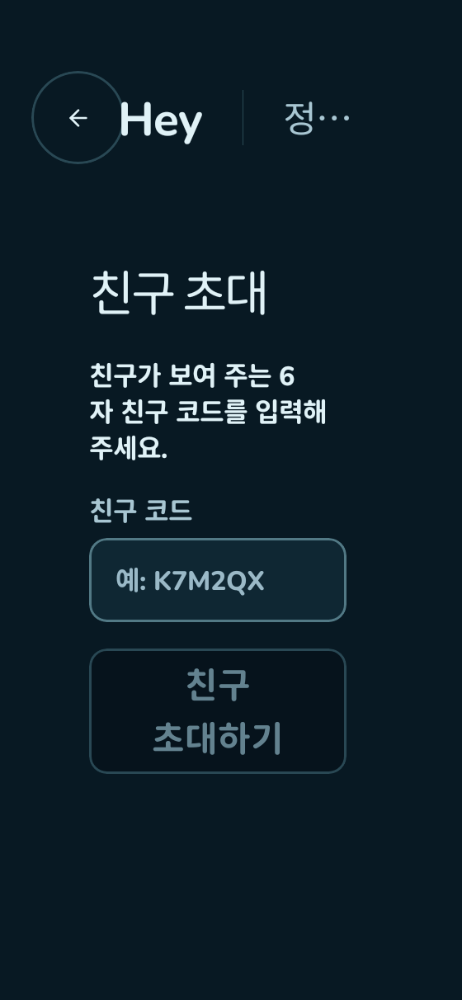 Hey
정…
친구 초대
친구가 보여 주는 6
자 친구 코드를 입력해
주세요.
친구 코드
예: K7M2QX
친구
초대하기